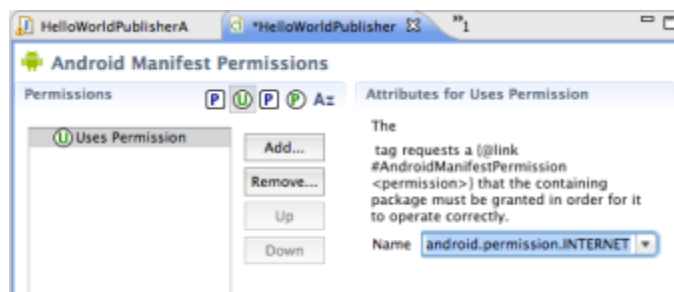 HelloWorldPublisherA
*HelloWorldPublisher
"1
Android Manifest Permissions
Permissions
P U P P Az
Attributes for Uses Permission
U Uses Permission
Add...
Remove...
Up
Down
The
tag requests a {@link
#AndroidManifestPermission
<permission>} that the containing
package must be granted in order for it
to operate correctly.
Name android.permission.INTERNET